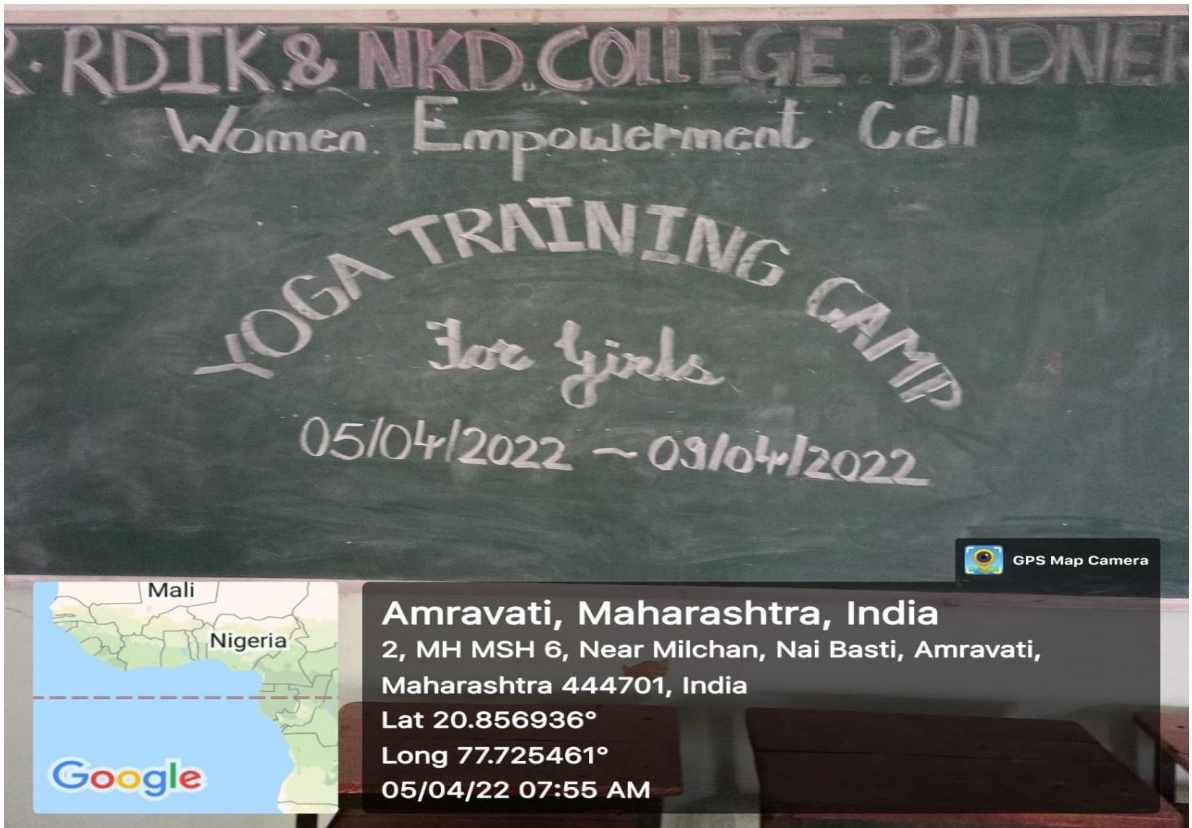 R. RDIK & NKD. COLLEGE. BADNER
Women Empowerment Cell
YOGA TRAINING CAMP
For Girls
05/04/2022 ~ 09/04/2022
GPS Map Camera
Mali
Nigeria
Google
Amravati, Maharashtra, India
2, MH MSH 6, Near Milchan, Nai Basti, Amravati,
Maharashtra 444701, India
Lat 20.856936°
Long 77.725461°
05/04/22 07:55 AM